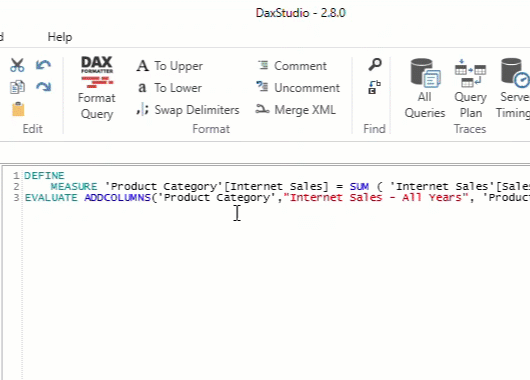 DaxStudio - 2.8.0
Help
DAX
FORMATTER
Format
Query
To Upper
To Lower
Swap Delimiters
Comment
Uncomment
Merge XML
All
Queries
Query
Plan
Serve
Timing
Edit
Format
Find
Traces
1 DEFINE
2 MEASURE 'Product Category'[Internet Sales] = SUM ( 'Internet Sales'[Sales
3 EVALUATE ADDCOLUMNS('Product Category',"Internet Sales - All Years", 'Product